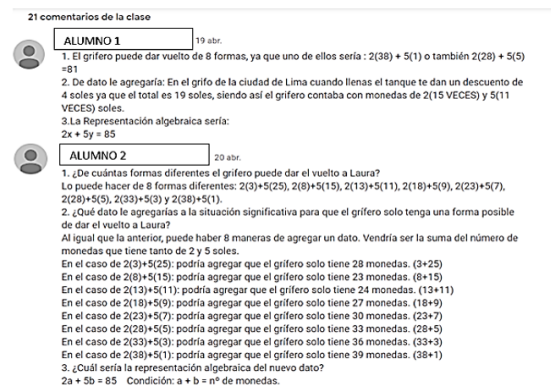 21 comentarios de la clase
ALUMNO 1
19 abr.
1. El grifero puede dar vuelto de 8 formas, ya que uno de ellos sería : 2(38) + 5(1) o también 2(28) + 5(5)
=81
2. De dato le agregaría: En el grifo de la ciudad de Lima cuando llenas el tanque te dan un descuento de
4 soles ya que el total es 19 soles, siendo así el grifero contaba con monedas de 2(15 VECES) y 5(11
VECES) soles.
3.La Representación algebraica sería:
2x + 5y = 85
ALUMNO 2
20 abr.
1. ¿De cuántas formas diferentes el grifero puede dar el vuelto a Laura?
Lo puede hacer de 8 formas diferentes: 2(3)+5(25), 2(8)+5(15), 2(13)+5(11), 2(18)+5(9), 2(23)+5(7),
2(28)+5(5), 2(33)+5(3) y 2(38)+5(1).
2. ¿Qué dato le agregarías a la situación significativa para que el grífero solo tenga una forma posible
de dar el vuelto a Laura?
Al igual que la anterior, puede haber 8 maneras de agregar un dato. Vendría ser la suma del número de
monedas que tiene tanto de 2 y 5 soles.
En el caso de 2(3)+5(25): podría agregar que el grífero solo tiene 28 monedas. (3+25)
En el caso de 2(8)+5(15): podría agregar que el grífero solo tiene 23 monedas. (8+15)
En el caso de 2(13)+5(11): podría agregar que el grífero solo tiene 24 monedas. (13+11)
En el caso de 2(18)+5(9): podría agregar que el grífero solo tiene 27 monedas. (18+9)
En el caso de 2(23)+5(7): podría agregar que el grífero solo tiene 30 monedas. (23+7)
En el caso de 2(28)+5(5): podría agregar que el grífero solo tiene 33 monedas. (28+5)
En el caso de 2(33)+5(3): podría agregar que el grífero solo tiene 36 monedas. (33+3)
En el caso de 2(38)+5(1): podría agregar que el grífero solo tiene 39 monedas. (38+1)
3. ¿Cuál sería la representación algebraica del nuevo dato?
2a + 5b = 85 Condición: a + b = nº de monedas.